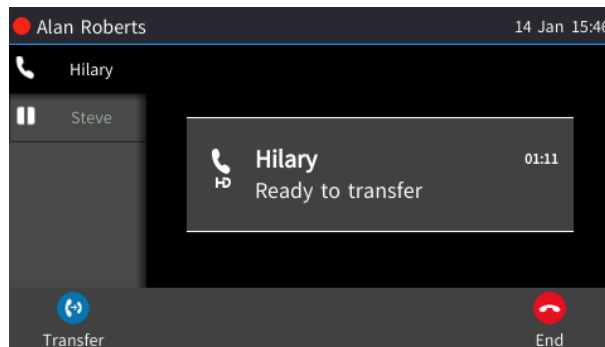 Alan Roberts 14 Jan 15:46
Hilary
Steve
Hilary 01:11
HD
Ready to transfer
Transfer End